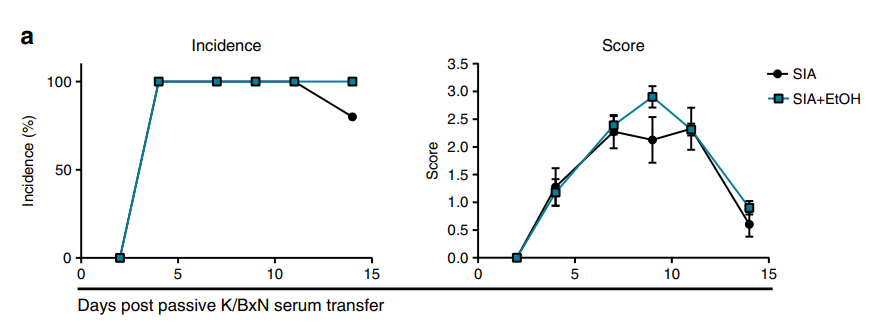 a
Incidence
Score
Incidence (%)
100
50
0
0
5
10
15
Score
3.5
3.0
2.5
2.0
1.5
1.0
0.5
0.0
0
5
10
15
SIA
SIA+EtOH
Days post passive K/BxN serum transfer